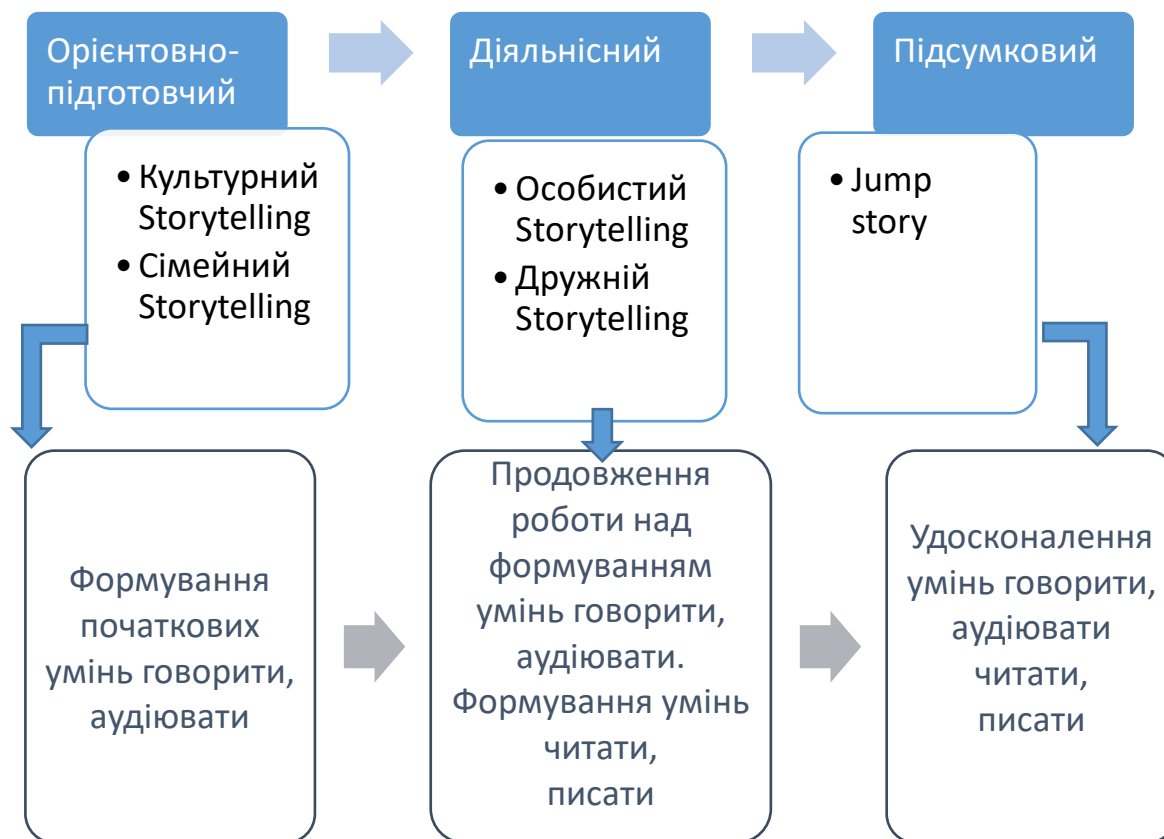 Орієнтовно-
підготовчий
Діяльнісний
Підсумковий
• Культурний
Storytelling
• Сімейний
Storytelling
• Особистий
Storytelling
• Дружній
Storytelling
• Jump
story
Формування
початкових
умінь говорити,
аудіювати
Продовження
роботи над
формуванням
умінь говорити,
аудіювати.
Формування умінь
читати,
писати
Удосконалення
умінь говорити,
аудіювати
читати,
писати